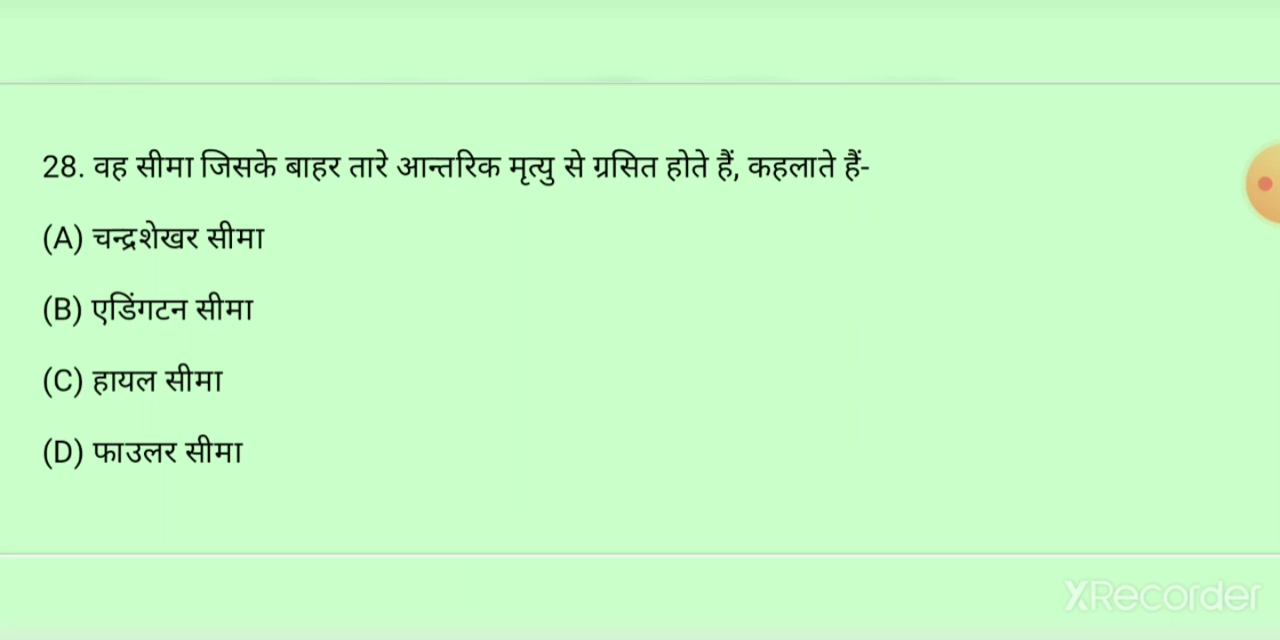 28. वह सीमा जिसके बाहर तारे आन्तरिक मृत्यु से ग्रसित होते हैं, कहलाते हैं-
(A) चन्द्रशेखर सीमा
(B) एडिंगटन सीमा
(C) हायल सीमा
(D) फाउलर सीमा
XRecorder